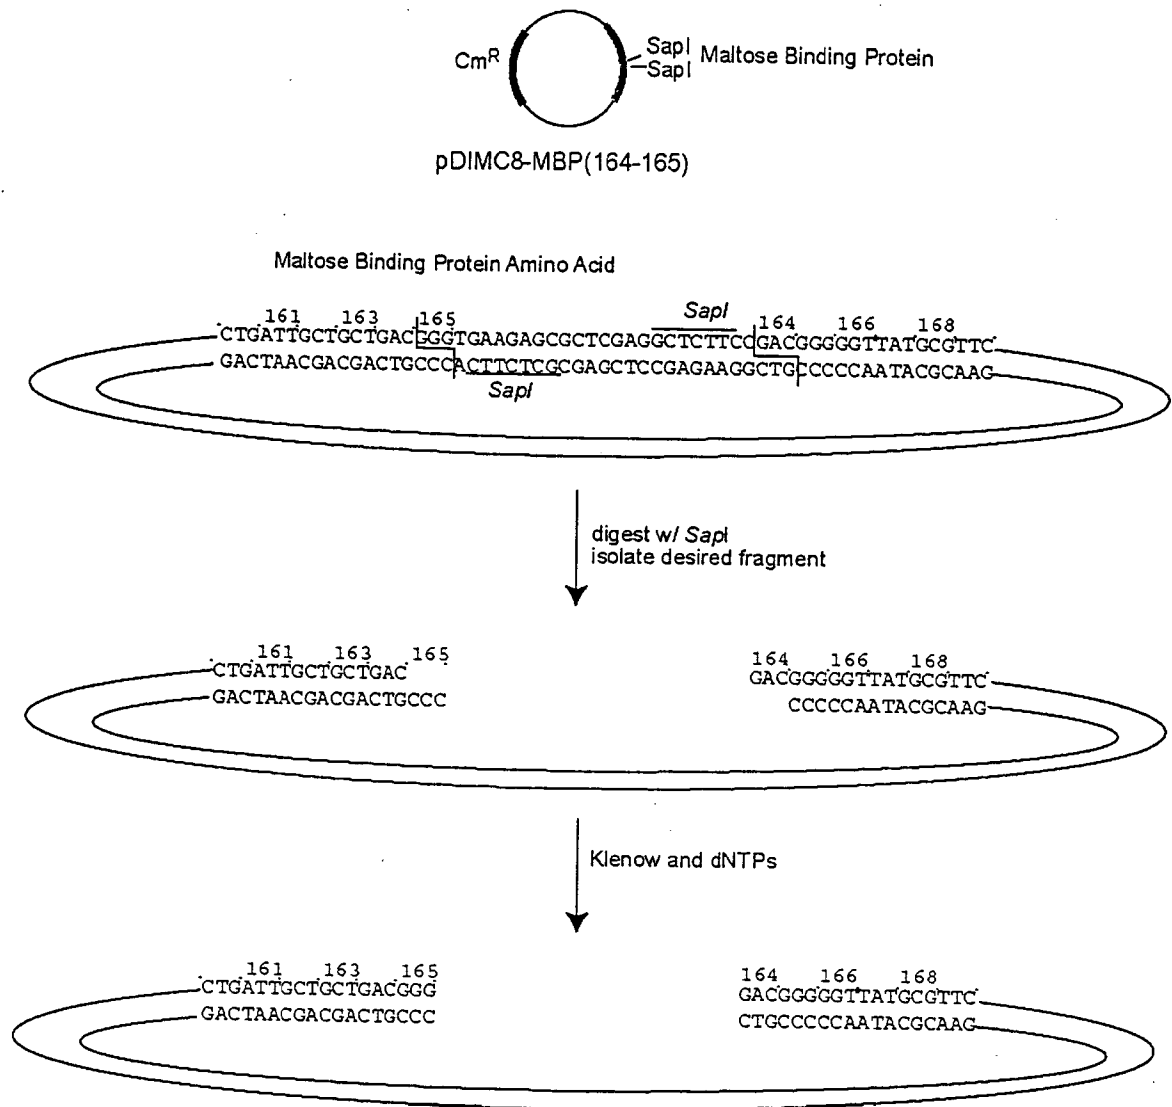 CmR
SapI
SapI
Maltose Binding Protein
pDIMC8-MBP(164-165)
Maltose Binding Protein Amino Acid
161 163 165 SapI 164 166 168
CTGATTGCTGCTGACGGGTGAAGAGCGCTCGAGGCTCTTCCGACGGGGGTTATGCGTTC
GACTAACGACGACTGCCCACTTCTCGCGAGCTCCGAGAAGGCTGCCCCCAATACGCAAG
SapI
digest w/ SapI
isolate desired fragment
161 163 165 164 166 168
CTGATTGCTGCTGAC GACGGGGGTTATGCGTTC
GACTAACGACGACTGCCC CCCCCAATACGCAAG
Klenow and dNTPs
161 163 165 164 166 168
CTGATTGCTGCTGACGGG GACGGGGGTTATGCGTTC
GACTAACGACGACTGCCC CTGCCCCCAATACGCAAG